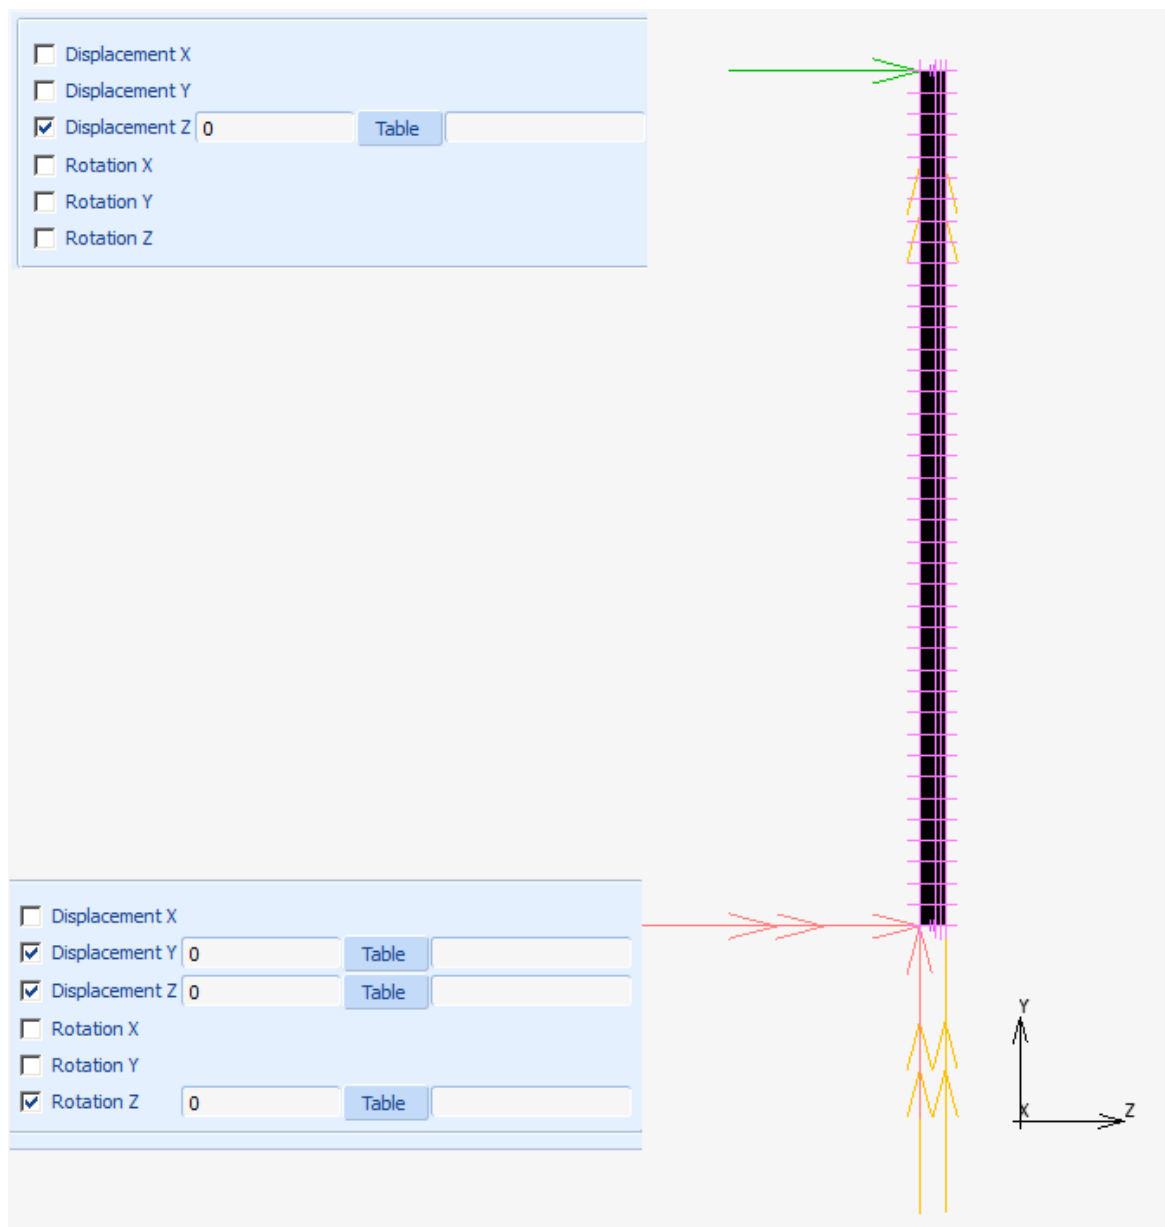 Displacement X
Displacement Y
Displacement Z 0 Table
Rotation X
Rotation Y
Rotation Z
Displacement X
Displacement Y 0 Table
Displacement Z 0 Table
Rotation X
Rotation Y
Rotation Z 0 Table
Y
X Z